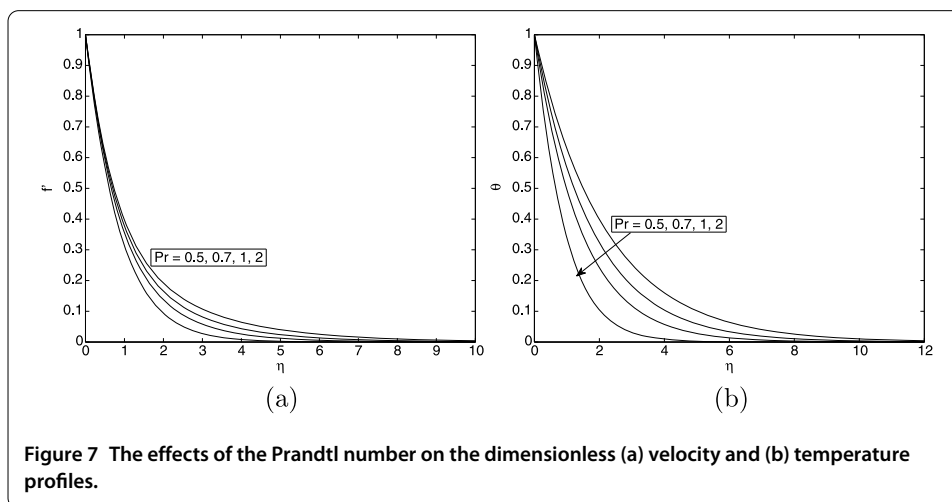 1
0.9
0.8
0.7
0.6
0.5
0.4
0.3
0.2
0.1
0
f'
Pr = 0.5, 0.7, 1, 2
0 1 2 3 4 5 6 7 8 9 10
η
(a)
1
0.9
0.8
0.7
0.6
0.5
0.4
0.3
0.2
0.1
0
θ
Pr = 0.5, 0.7, 1, 2
0 2 4 6 8 10 12
η
(b)
Figure 7 The effects of the Prandtl number on the dimensionless (a) velocity and (b) temperature
profiles.